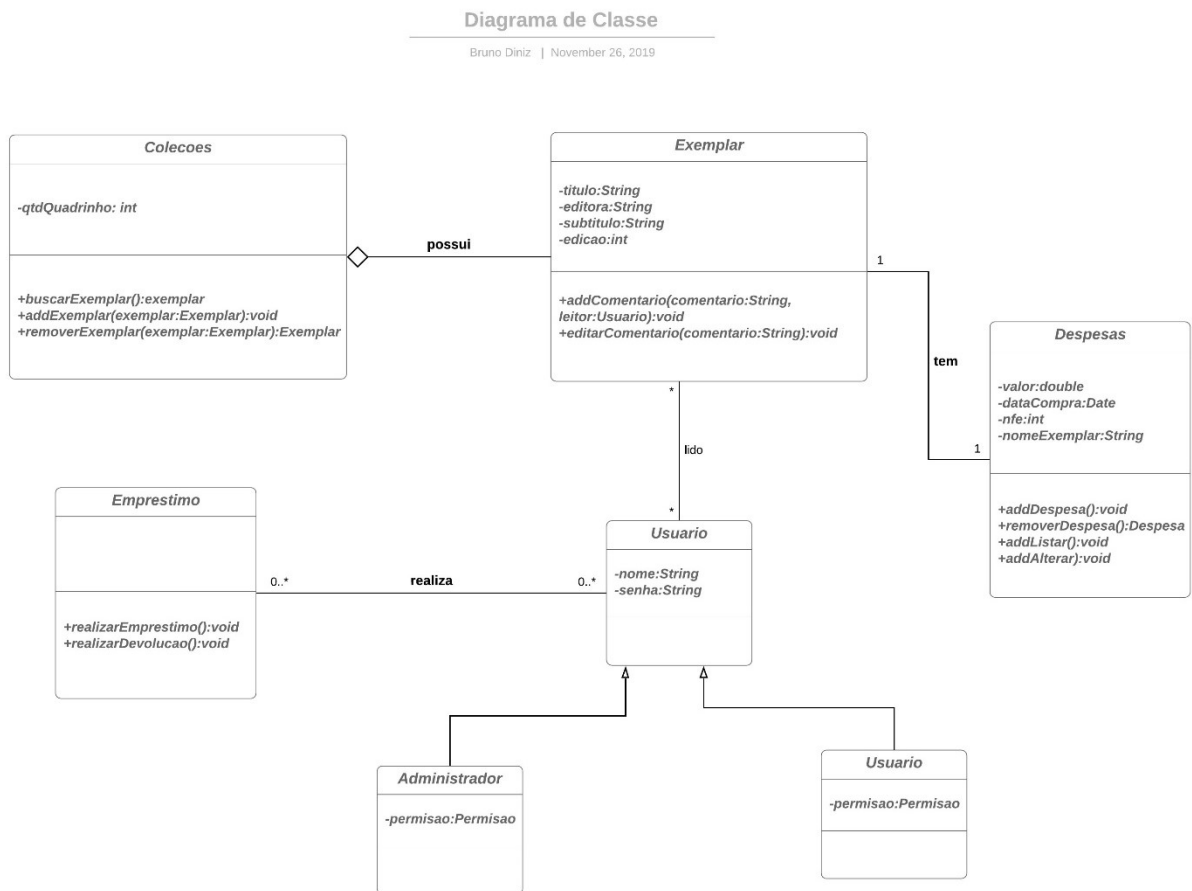 Diagrama de Classe
Bruno Diniz | November 26, 2019
Colecoes
-qtdQuadrinho: int
+buscarExemplar():exemplar
+addExemplar(exemplar:Exemplar):void
+removerExemplar(exemplar:Exemplar):Exemplar
possui
Exemplar
-titulo:String
-editora:String
-subtitulo:String
-edicao:int
+addComentario(comentario:String,
leitor:Usuario):void
+editarComentario(comentario:String):void
1
tem
1
Despesas
-valor:double
-dataCompra:Date
-nfe:int
-nomeExemplar:String
+addDespesa():void
+removerDespesa():Despesa
+addListar():void
+addAlterar):void
*
lido
*
Emprestimo
+realizarEmprestimo():void
+realizarDevolucao():void
0..*
realiza
0..*
Usuario
-nome:String
-senha:String
Administrador
-permisao:Permisao
Usuario
-permisao:Permisao